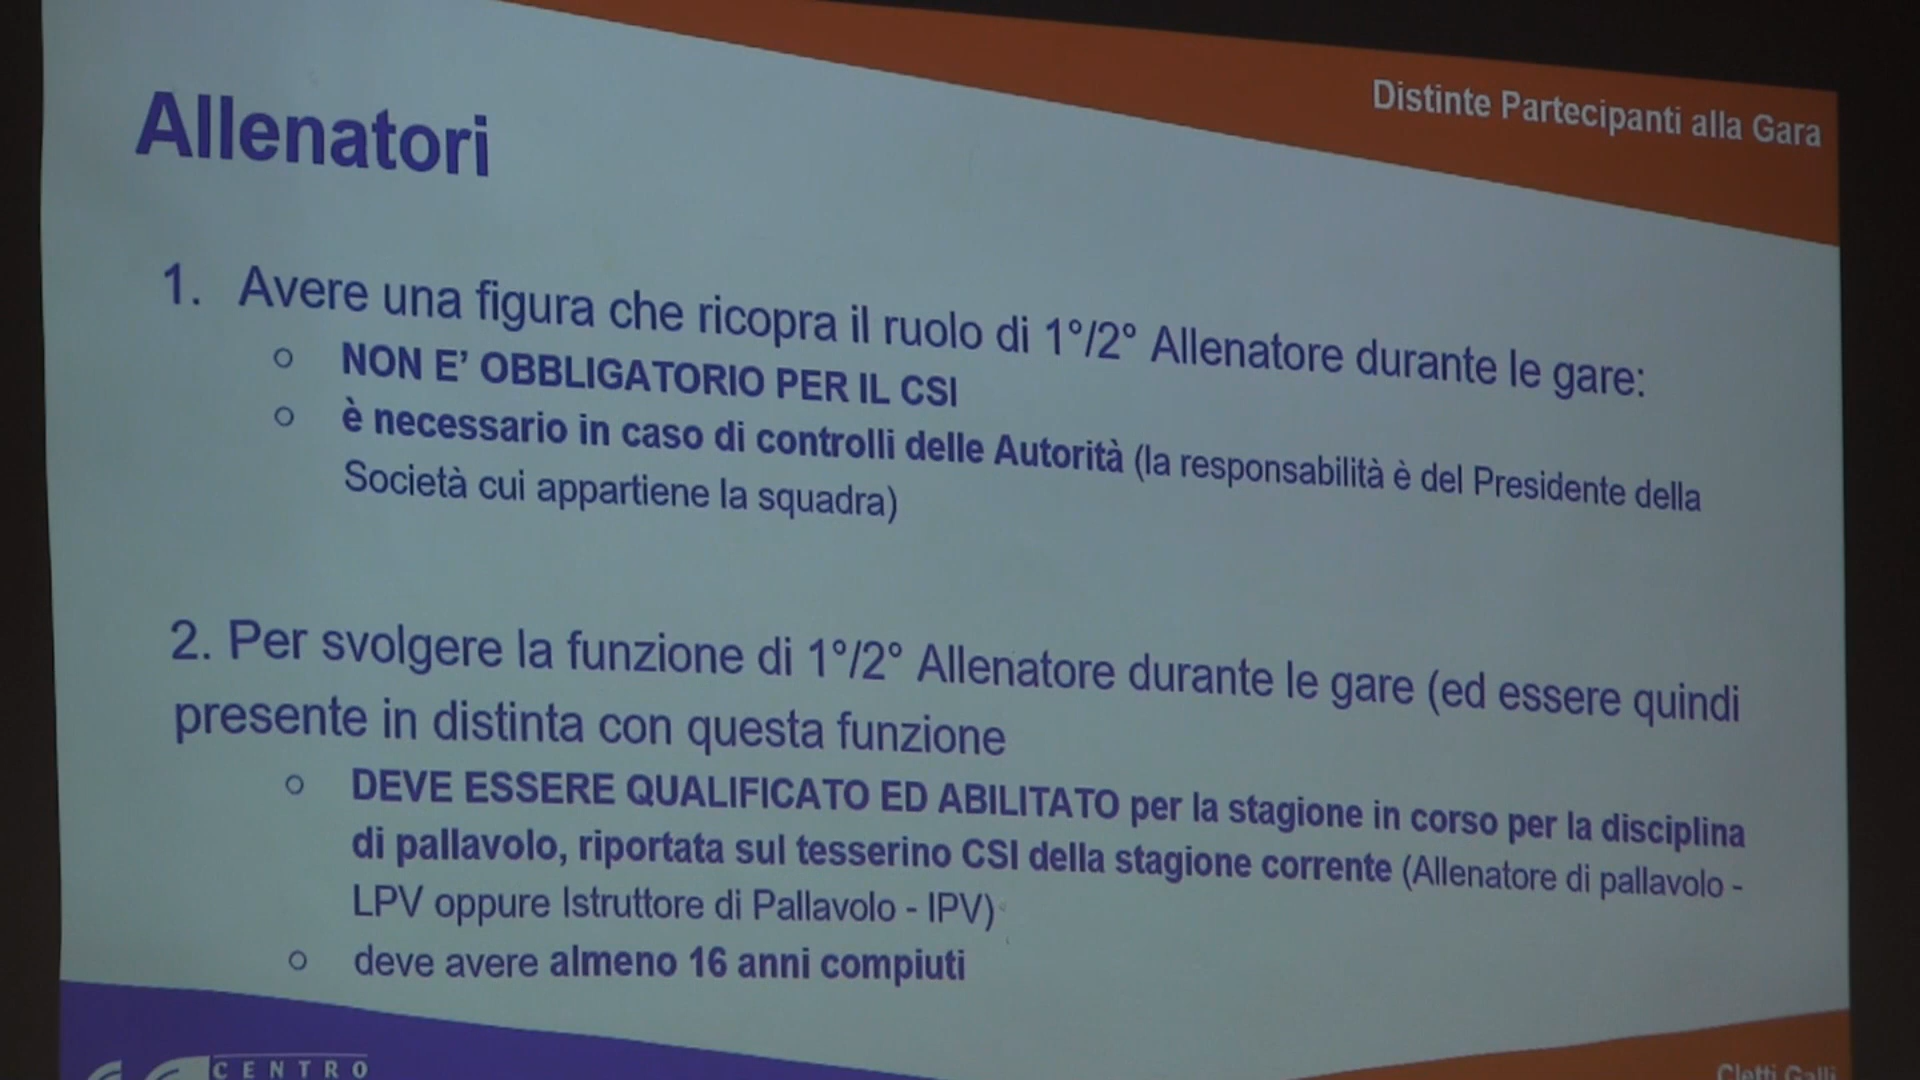 Distinte Partecipanti alla Gara
Allenatori
1. Avere una figura che ricopra il ruolo di 1°/2° Allenatore durante le gare:
○ NON E' OBBLIGATORIO PER IL CSI
○ è necessario in caso di controlli delle Autorità (la responsabilità è del Presidente della
Società cui appartiene la squadra)
2. Per svolgere la funzione di 1°/2° Allenatore durante le gare (ed essere quindi
presente in distinta con questa funzione
○ DEVE ESSERE QUALIFICATO ED ABILITATO per la stagione in corso per la disciplina
di pallavolo, riportata sul tesserino CSI della stagione corrente (Allenatore di pallavolo -
LPV oppure Istruttore di Pallavolo - IPV)
○ deve avere almeno 16 anni compiuti
CENTRO